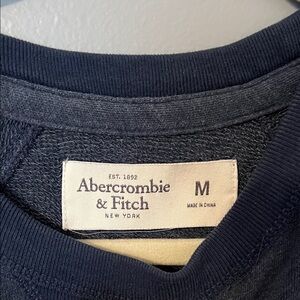 EST. 1892
Abercrombie
& Fitch
NEW YORK
M
MADE IN CHINA